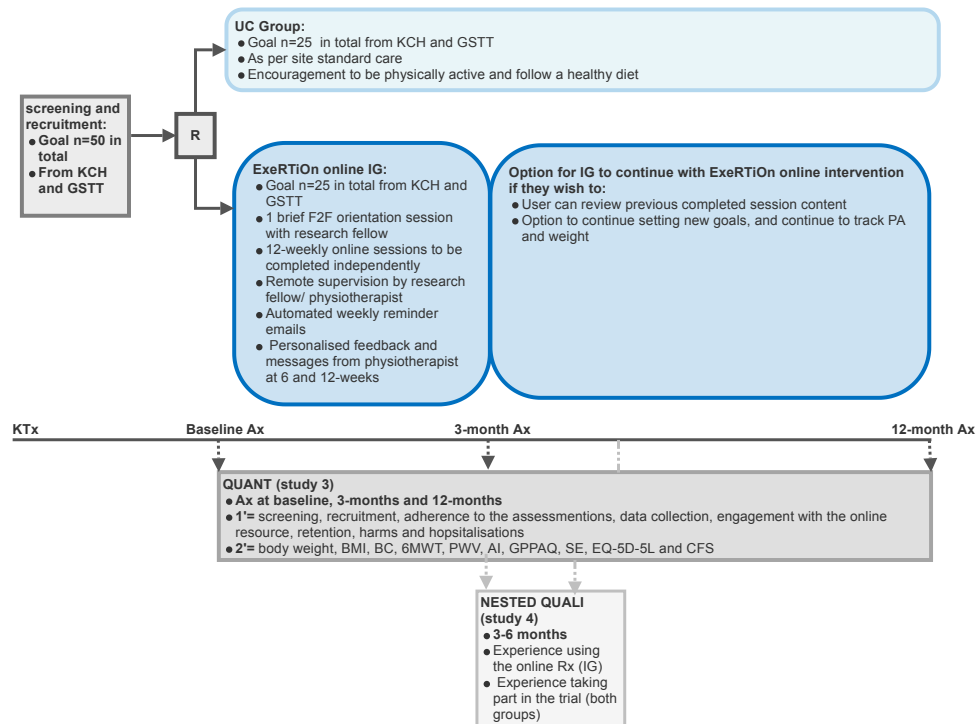 UC Group:
● Goal n=25 in total from KCH and GSTT
● As per site standard care
● Encouragement to be physically active and follow a healthy diet
screening and
recruitment:
● Goal n=50 in
total
● From KCH
and GSTT
R
ExeRTiOn online IG:
● Goal n=25 in total from KCH and
GSTT
● 1 brief F2F orientation session
with research fellow
● 12-weekly online sessions to be
completed independently
● Remote supervision by research
fellow/ physiotherapist
● Automated weekly reminder
emails
● Personalised feedback and
messages from physiotherapist
at 6 and 12-weeks
Option for IG to continue with ExeRTiOn online intervention
if they wish to:
● User can review previous completed session content
● Option to continue setting new goals, and continue to track PA
and weight
KTx Baseline Ax 3-month Ax 12-month Ax
QUANT (study 3)
● Ax at baseline, 3-months and 12-months
● 1'= screening, recruitment, adherence to the assessmentions, data collection, engagement with the online
resource, retention, harms and hopsitalisations
● 2'= body weight, BMI, BC, 6MWT, PWV, AI, GPPAQ, SE, EQ-5D-5L and CFS
NESTED QUALI
(study 4)
● 3-6 months
● Experience using
the online Rx (IG)
● Experience taking
part in the trial (both
groups)